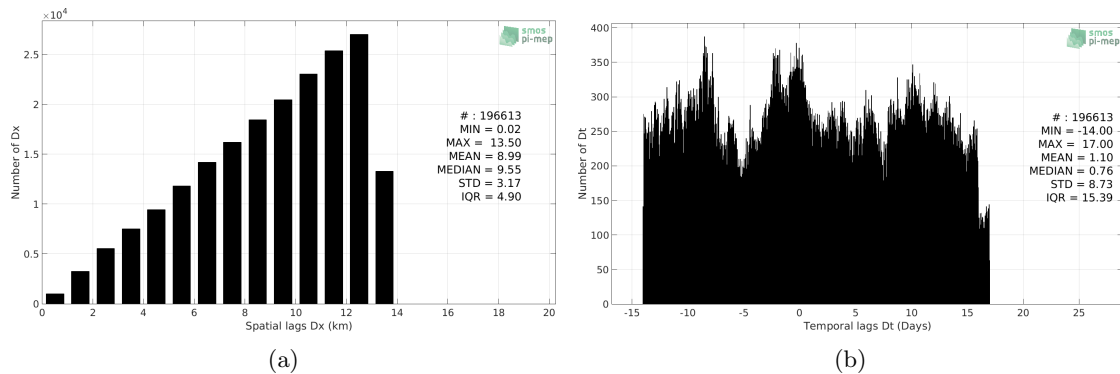 ×10⁴
2.5
2
1.5
1
0.5
0
Number of Dx
smos
pi-mep
# : 196613
MIN = 0.02
MAX = 13.50
MEAN = 8.99
MEDIAN = 9.55
STD = 3.17
IQR = 4.90
0 2 4 6 8 10 12 14 16 18 20
Spatial lags Dx (km)
(a)
400
350
300
250
200
150
100
50
0
Number of Dt
smos
pi-mep
# : 196613
MIN = -14.00
MAX = 17.00
MEAN = 1.10
MEDIAN = 0.76
STD = 8.73
IQR = 15.39
-15 -10 -5 0 5 10 15 20 25
Temporal lags Dt (Days)
(b)